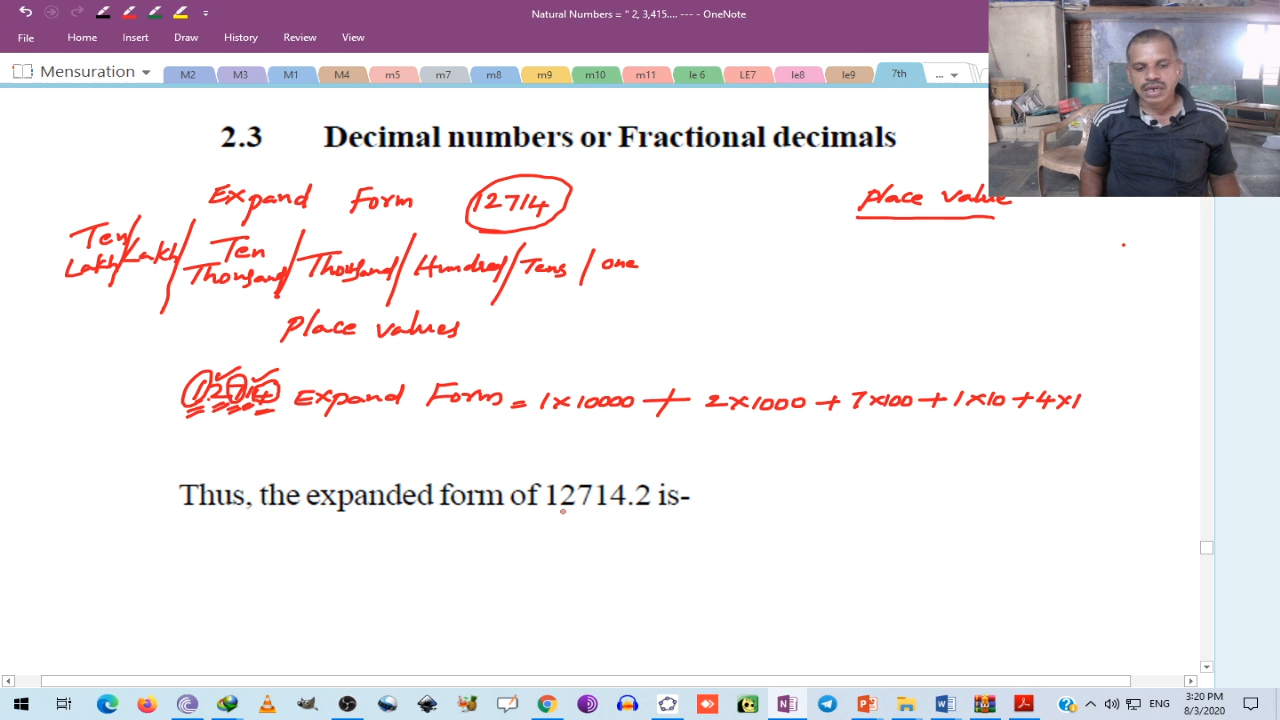 Natural Numbers = " 2, 3,415.... --- - OneNote
File Home Insert Draw History Review View
Mensuration M2 M3 M1 M4 m5 m7 m8 m9 m10 m11 le 6 LE7 le8 le9 7th ...
2.3 Decimal numbers or Fractional decimals
Expand Form 12714 place value
Ten Lakh / Lakh / Ten Thousand / Thousand / Hundred / Tens / one
place values
12714 Expand Form = 1×10000 + 2×1000 + 7×100 + 1×10 + 4×1
Thus, the expanded form of 12714.2 is-
ENG
3:20 PM
8/3/2020